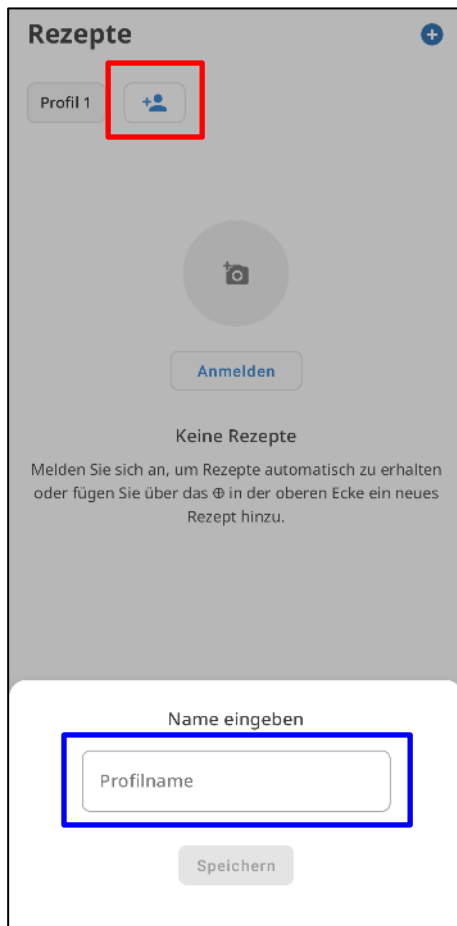 Rezepte
Profil 1
Anmelden
Keine Rezepte
Melden Sie sich an, um Rezepte automatisch zu erhalten
oder fügen Sie über das ⊕ in der oberen Ecke ein neues
Rezept hinzu.
Name eingeben
Profilname
Speichern